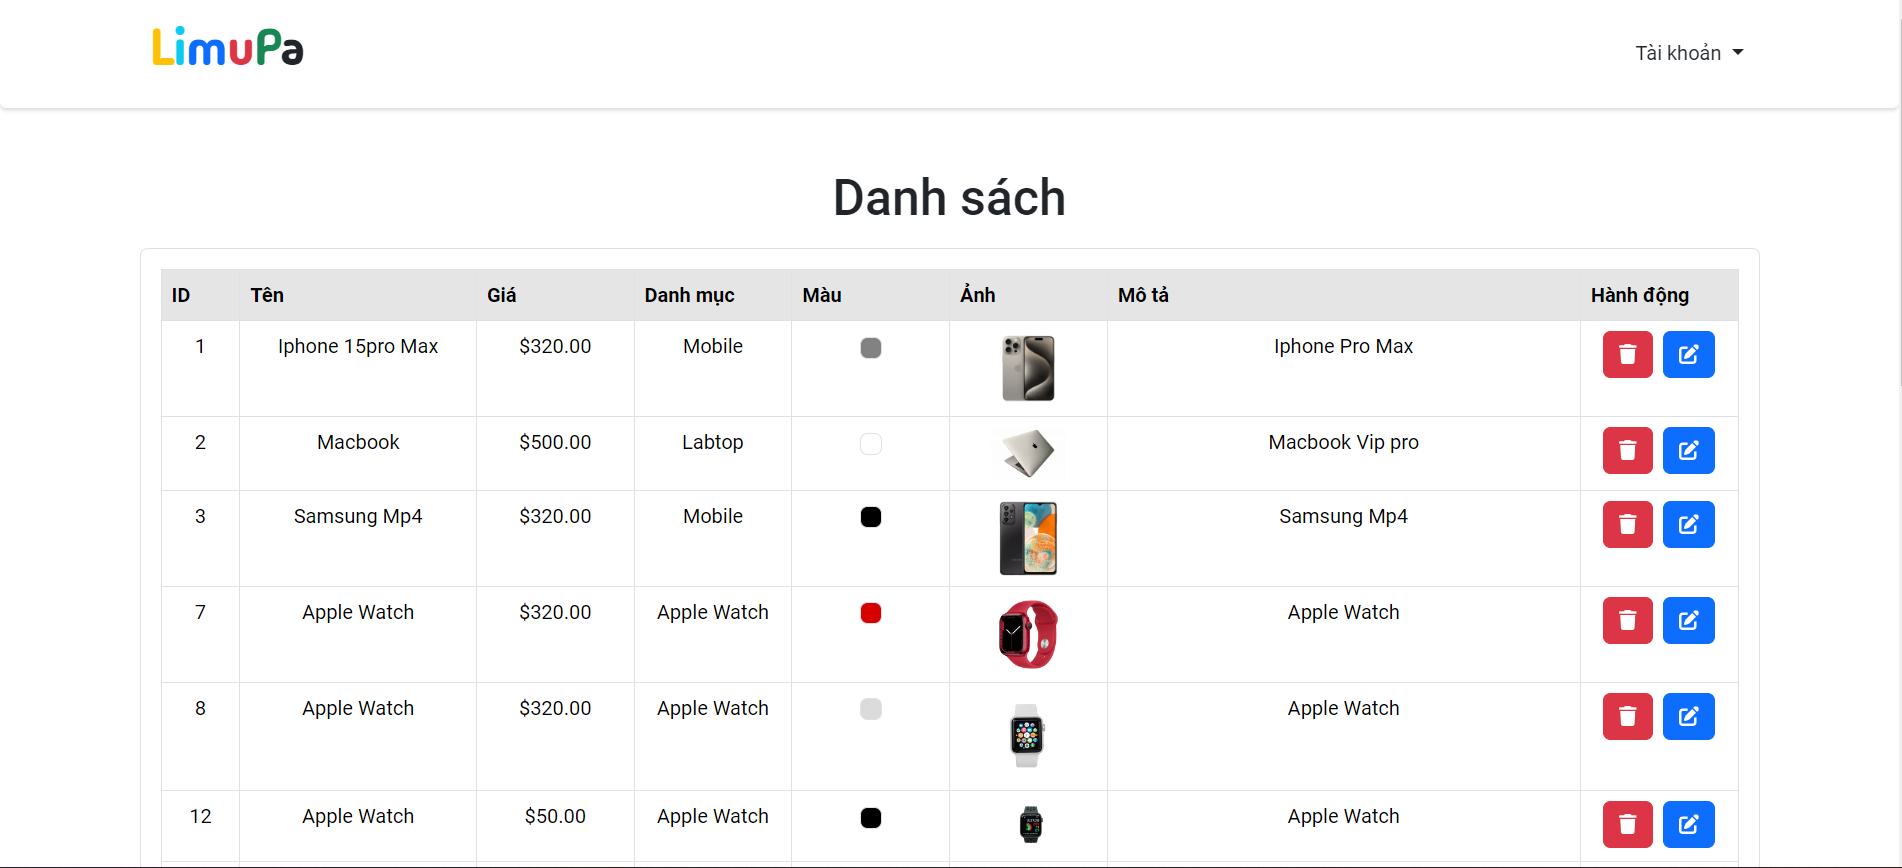 LimuPa
Tài khoản
Danh sách
ID Tên Giá Danh mục Màu Ảnh Mô tả Hành động
1 Iphone 15pro Max $320.00 Mobile Iphone Pro Max
2 Macbook $500.00 Labtop Macbook Vip pro
3 Samsung Mp4 $320.00 Mobile Samsung Mp4
7 Apple Watch $320.00 Apple Watch Apple Watch
8 Apple Watch $320.00 Apple Watch Apple Watch
12 Apple Watch $50.00 Apple Watch Apple Watch